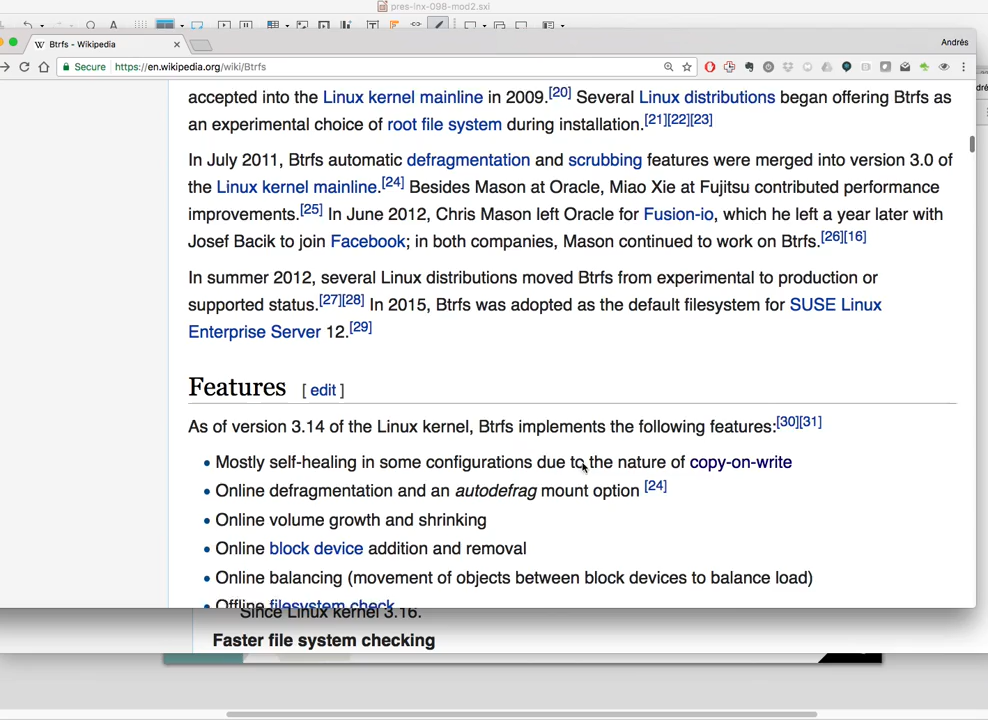 pres-lnx-098-mod2.sxi
Btrfs - Wikipedia
Andrés
Secure https://en.wikipedia.org/wiki/Btrfs
accepted into the Linux kernel mainline in 2009.[20] Several Linux distributions began offering Btrfs as
an experimental choice of root file system during installation.[21][22][23]
In July 2011, Btrfs automatic defragmentation and scrubbing features were merged into version 3.0 of
the Linux kernel mainline.[24] Besides Mason at Oracle, Miao Xie at Fujitsu contributed performance
improvements.[25] In June 2012, Chris Mason left Oracle for Fusion-io, which he left a year later with
Josef Bacik to join Facebook; in both companies, Mason continued to work on Btrfs.[26][16]
In summer 2012, several Linux distributions moved Btrfs from experimental to production or
supported status.[27][28] In 2015, Btrfs was adopted as the default filesystem for SUSE Linux
Enterprise Server 12.[29]
Features [ edit ]
As of version 3.14 of the Linux kernel, Btrfs implements the following features:[30][31]
• Mostly self-healing in some configurations due to the nature of copy-on-write
• Online defragmentation and an autodefrag mount option [24]
• Online volume growth and shrinking
• Online block device addition and removal
• Online balancing (movement of objects between block devices to balance load)
• Offline filesystem check
Since Linux kernel 3.16.
Faster file system checking